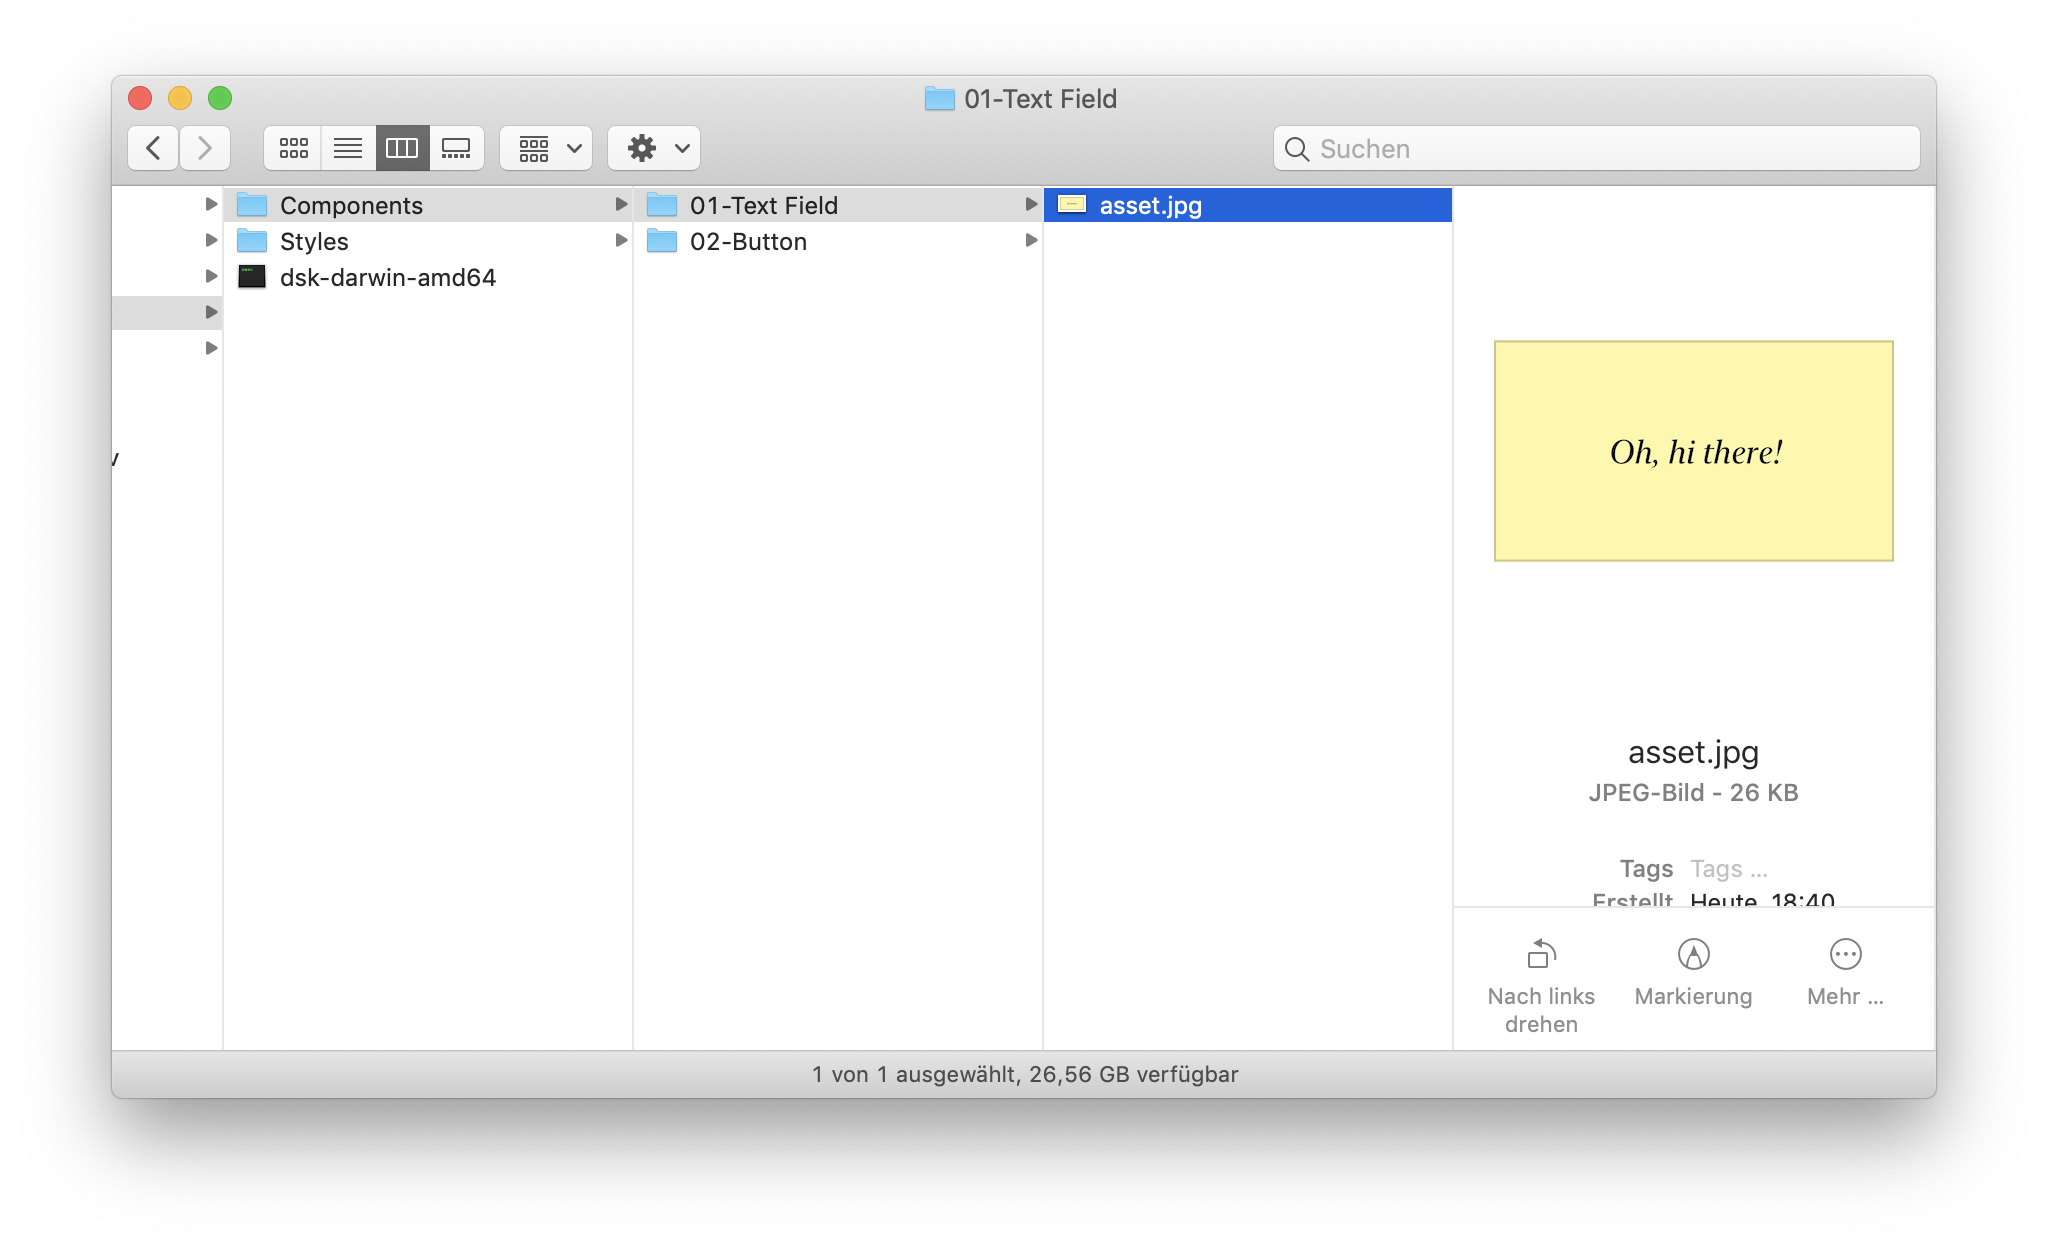 01-Text Field
Suchen
Components
Styles
dsk-darwin-amd64
01-Text Field
02-Button
asset.jpg
Oh, hi there!
asset.jpg
JPEG-Bild - 26 KB
Tags Tags ...
Erstellt Heute, 18:40
Nach links
drehen
Markierung
Mehr ...
1 von 1 ausgewählt, 26,56 GB verfügbar